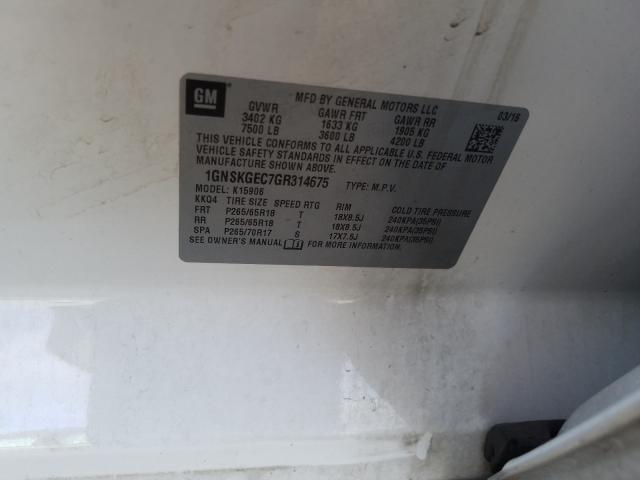 GM
MFD BY GENERAL MOTORS LLC
03/16
GVWR GAWR FRT GAWR RR
3402 KG 1633 KG 1905 KG
7500 LB 3600 LB 4200 LB
THIS VEHICLE CONFORMS TO ALL APPLICABLE U.S. FEDERAL MOTOR
VEHICLE SAFETY STANDARDS IN EFFECT ON THE DATE OF
MANUFACTURE SHOWN ABOVE.
1GNSKGEC7GR314675 TYPE: M.P.V.
MODEL: K15906
KKQ4 TIRE SIZE SPEED RTG RIM COLD TIRE PRESSURE
FRT P265/65R18 T 18X8.5J 240KPA(35PSI)
RR P265/65R18 T 18X8.5J 240KPA(35PSI)
SPA P265/70R17 S 17X7.5J 240KPA(35PSI)
SEE OWNER'S MANUAL FOR MORE INFORMATION.